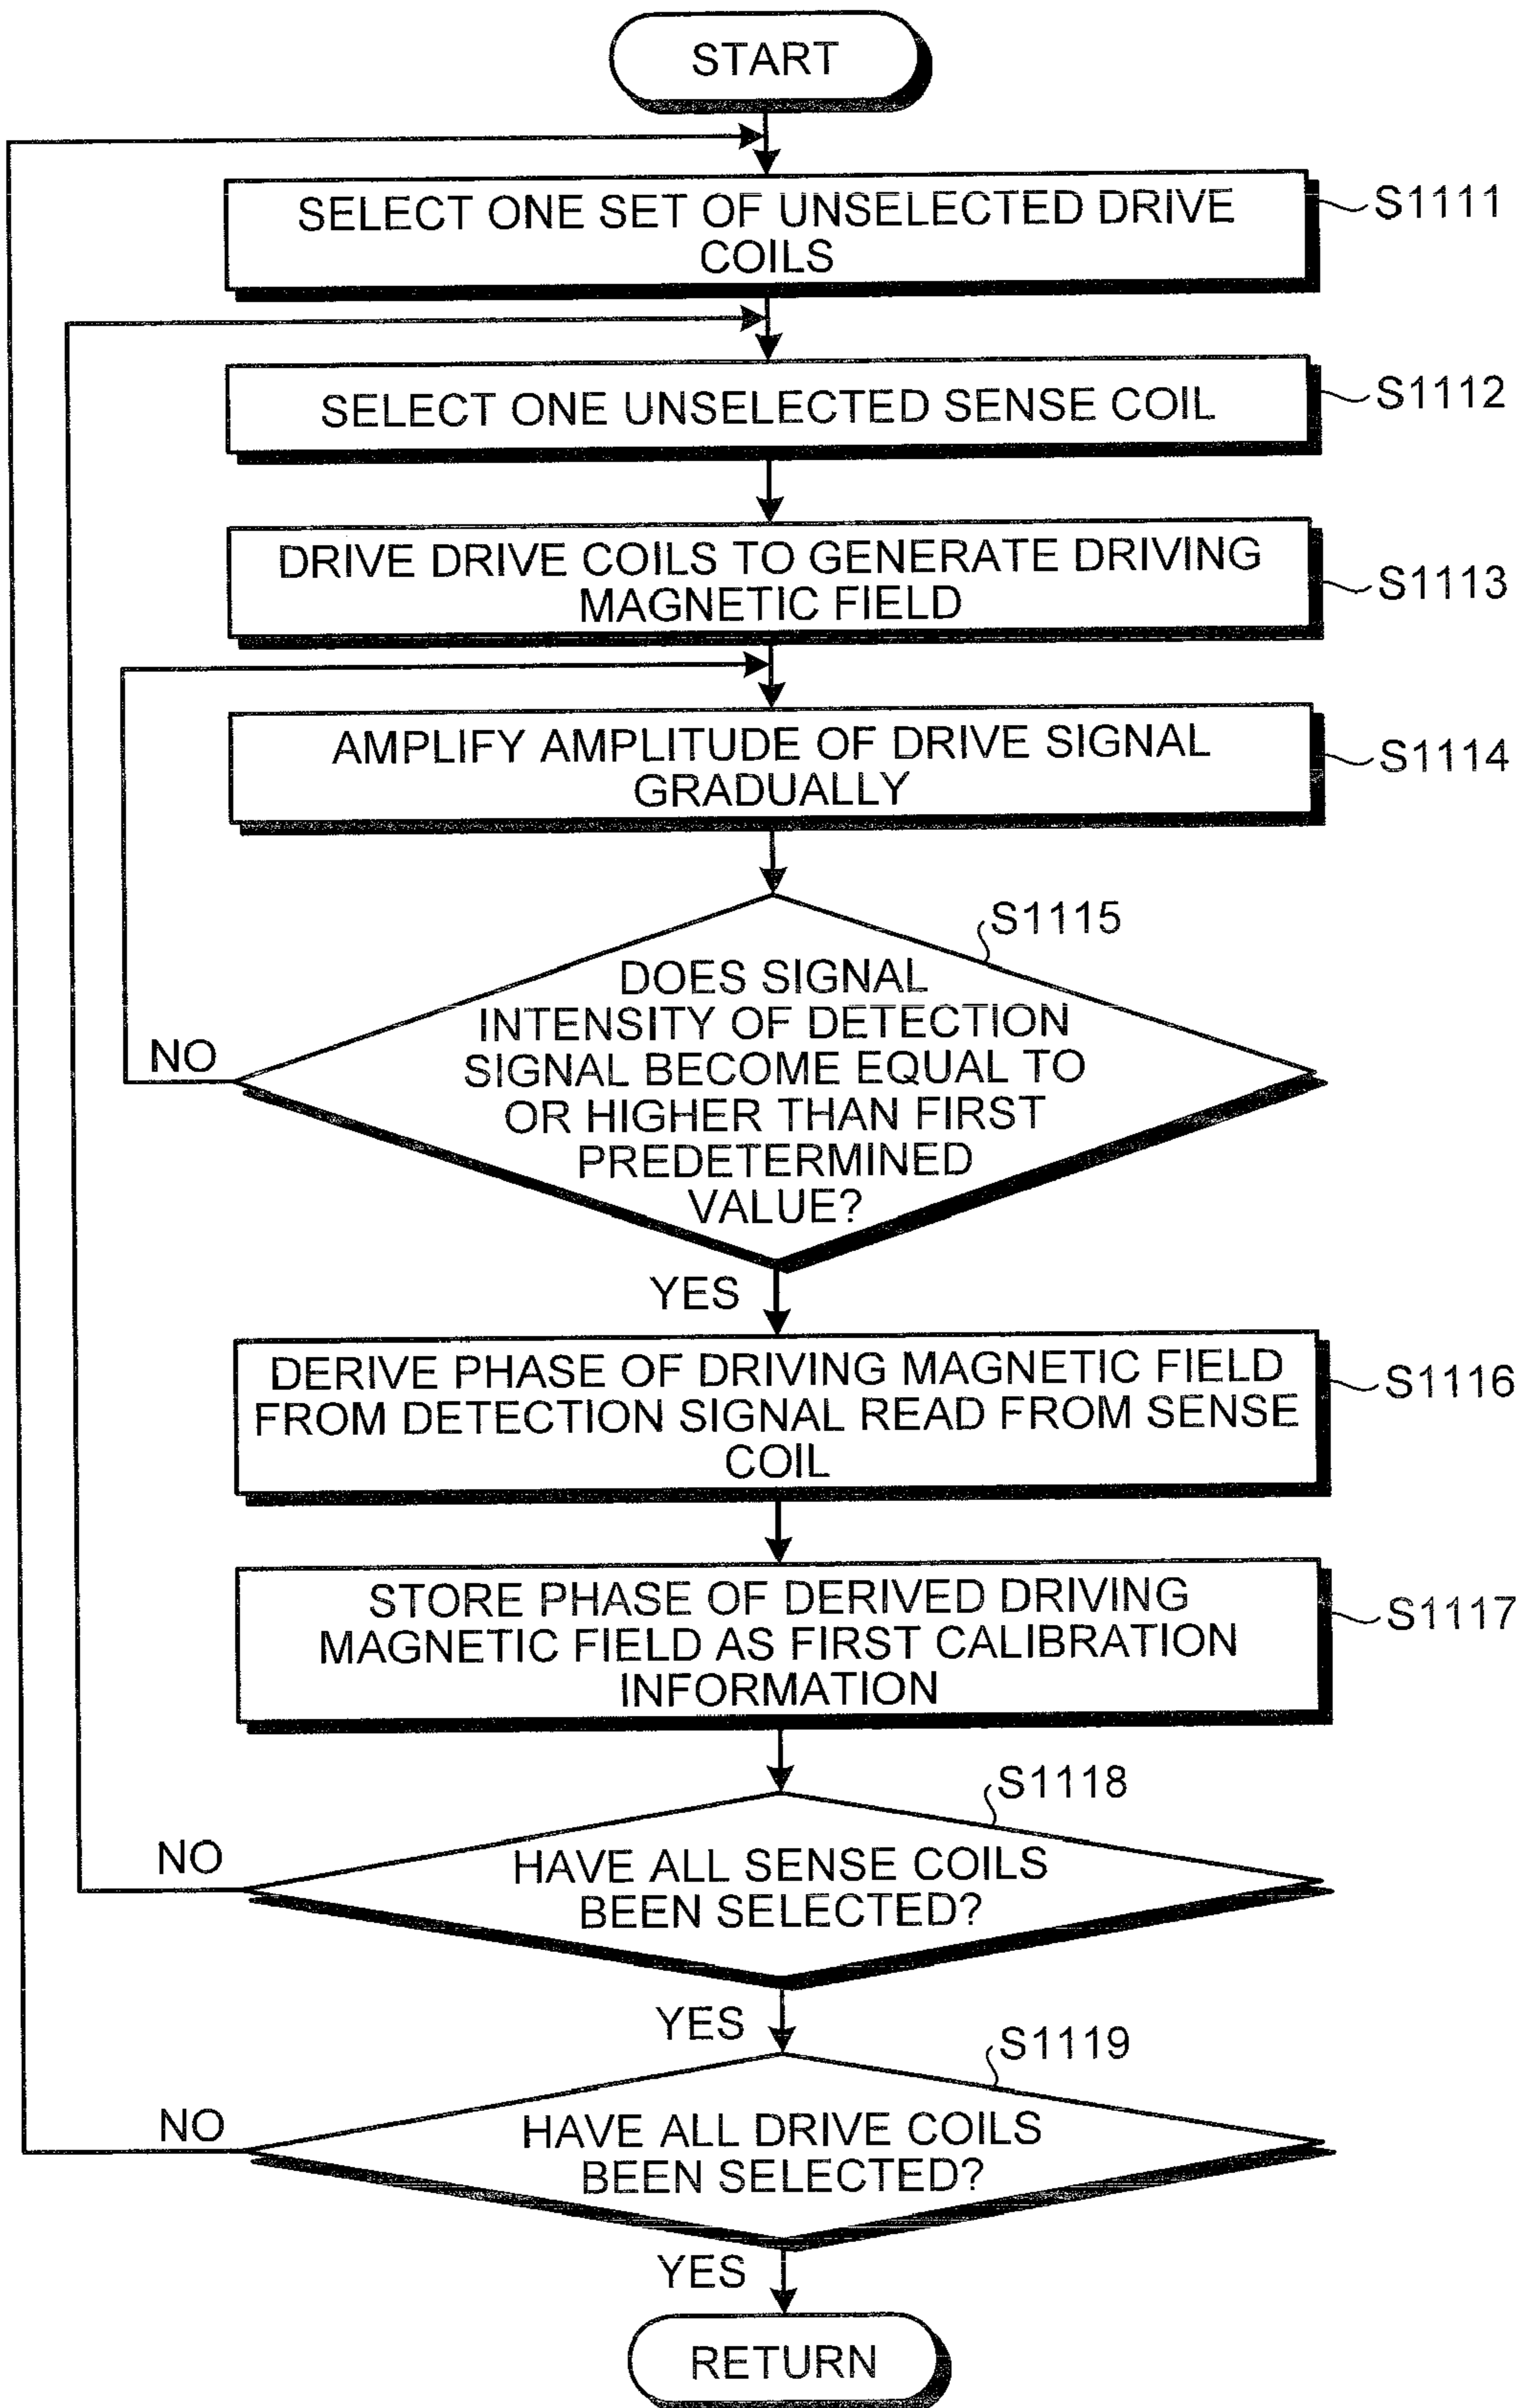 START
SELECT ONE SET OF UNSELECTED DRIVE
COILS
S1111
SELECT ONE UNSELECTED SENSE COIL
S1112
DRIVE DRIVE COILS TO GENERATE DRIVING
MAGNETIC FIELD
S1113
AMPLIFY AMPLITUDE OF DRIVE SIGNAL
GRADUALLY
S1114
S1115
DOES SIGNAL
INTENSITY OF DETECTION
SIGNAL BECOME EQUAL TO
OR HIGHER THAN FIRST
PREDETERMINED
VALUE?
NO
YES
DERIVE PHASE OF DRIVING MAGNETIC FIELD
FROM DETECTION SIGNAL READ FROM SENSE
COIL
S1116
STORE PHASE OF DERIVED DRIVING
MAGNETIC FIELD AS FIRST CALIBRATION
INFORMATION
S1117
S1118
HAVE ALL SENSE COILS
BEEN SELECTED?
NO
YES
S1119
HAVE ALL DRIVE COILS
BEEN SELECTED?
NO
YES
RETURN